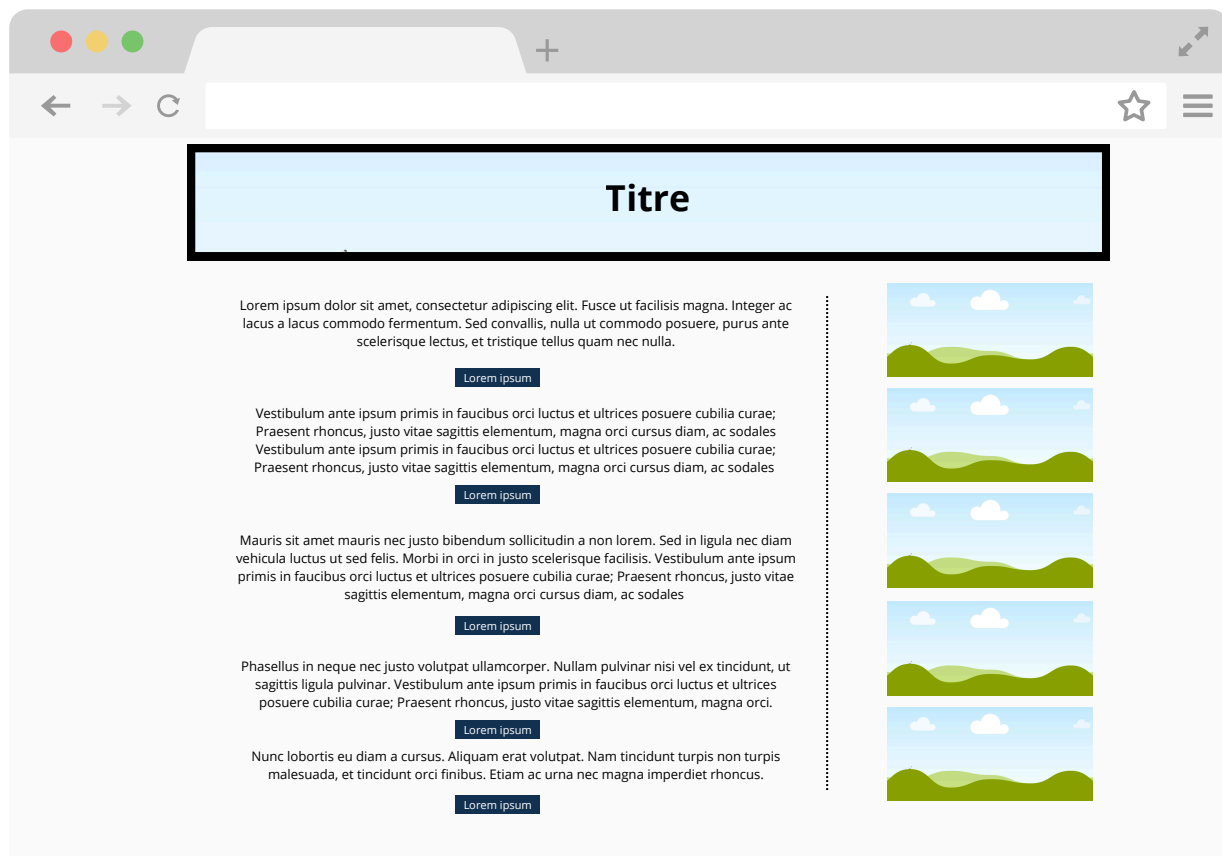 Titre
Lorem ipsum dolor sit amet, consectetur adipiscing elit. Fusce ut facilisis magna. Integer ac
lacus a lacus commodo fermentum. Sed convallis, nulla ut commodo posuere, purus ante
scelerisque lectus, et tristique tellus quam nec nulla.
Lorem ipsum
Vestibulum ante ipsum primis in faucibus orci luctus et ultrices posuere cubilia curae;
Praesent rhoncus, justo vitae sagittis elementum, magna orci cursus diam, ac sodales
Vestibulum ante ipsum primis in faucibus orci luctus et ultrices posuere cubilia curae;
Praesent rhoncus, justo vitae sagittis elementum, magna orci cursus diam, ac sodales
Lorem ipsum
Mauris sit amet mauris nec justo bibendum sollicitudin a non lorem. Sed in ligula nec diam
vehicula luctus ut sed felis. Morbi in orci in justo scelerisque facilisis. Vestibulum ante ipsum
primis in faucibus orci luctus et ultrices posuere cubilia curae; Praesent rhoncus, justo vitae
sagittis elementum, magna orci cursus diam, ac sodales
Lorem ipsum
Phasellus in neque nec justo volutpat ullamcorper. Nullam pulvinar nisi vel ex tincidunt, ut
sagittis ligula pulvinar. Vestibulum ante ipsum primis in faucibus orci luctus et ultrices
posuere cubilia curae; Praesent rhoncus, justo vitae sagittis elementum, magna orci.
Lorem ipsum
Nunc lobortis eu diam a cursus. Aliquam erat volutpat. Nam tincidunt turpis non turpis
malesuada, et tincidunt orci finibus. Etiam ac urna nec magna imperdiet rhoncus.
Lorem ipsum